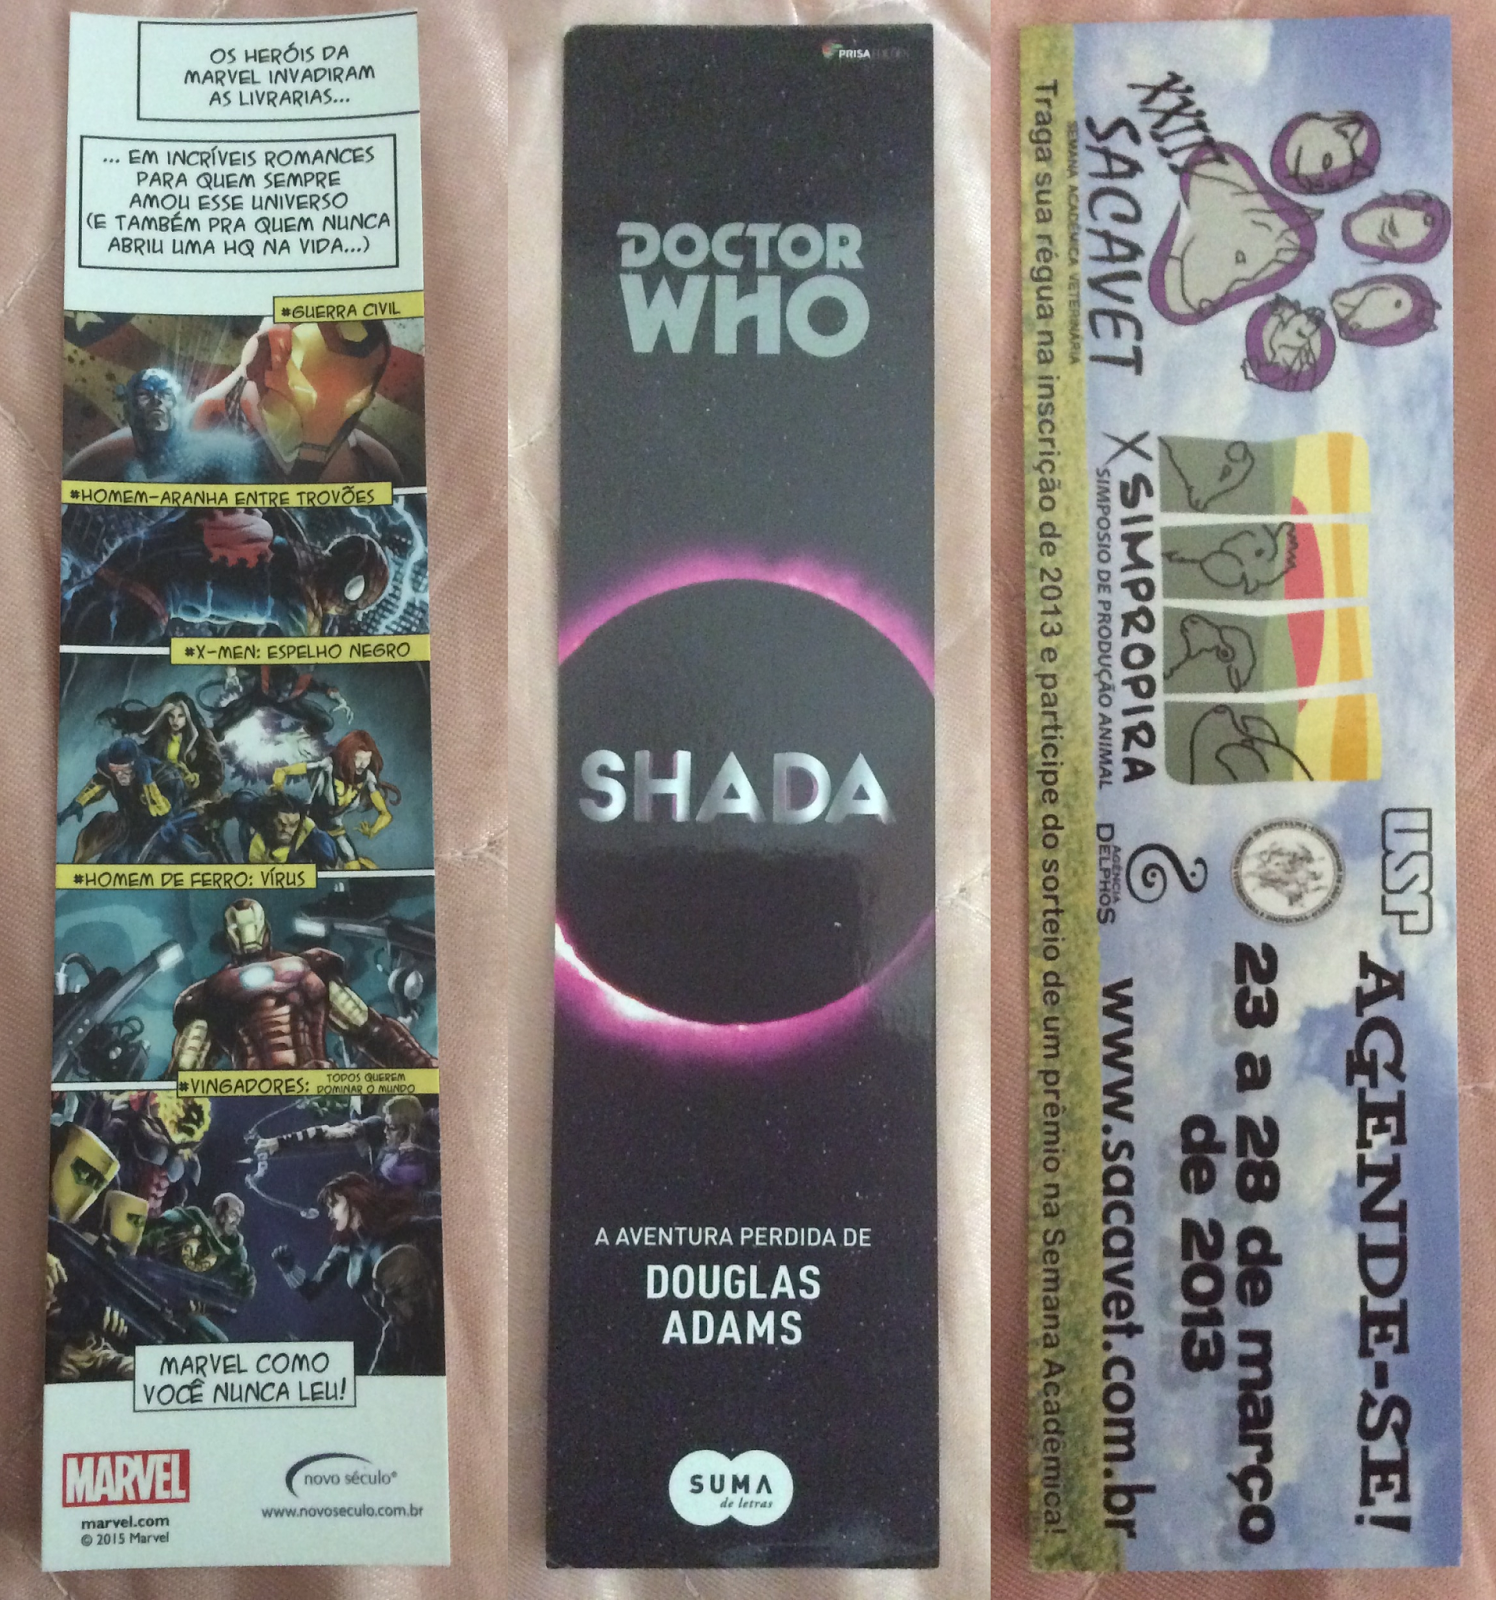 OS HERÓIS DA
MARVEL INVADIRAM
AS LIVRARIAS...
... EM INCRÍVEIS ROMANCES
PARA QUEM SEMPRE
AMOU ESSE UNIVERSO
(E TAMBÉM PRA QUEM NUNCA
ABRIU UMA HQ NA VIDA...)
#GUERRA CIVIL
#HOMEM-ARANHA ENTRE TROVÕES
#X-MEN: ESPELHO NEGRO
#HOMEM DE FERRO: VÍRUS
#VINGADORES: TODOS QUEREM
DOMINAR O MUNDO
MARVEL COMO
VOCÊ NUNCA LEU!
MARVEL
marvel.com
© 2015 Marvel
novo século®
www.novoseculo.com.br
PRISA EDIÇÕES
DOCTOR
WHO
SHADA
A AVENTURA PERDIDA DE
DOUGLAS
ADAMS
SUMA
de letras
XXIII
SACAVET
SEMANA ACADÊMICA VETERINÁRIA
X SIMPROPIRA
SIMPOSIO DE PRODUÇÃO ANIMAL
USP
AGÊNCIA
DELPHOS
AGENDE-SE!
23 a 28 de março
de 2013
www.sacavet.com.br
Traga sua régua na inscrição de 2013 e participe do sorteio de um prêmio na Semana Acadêmica!